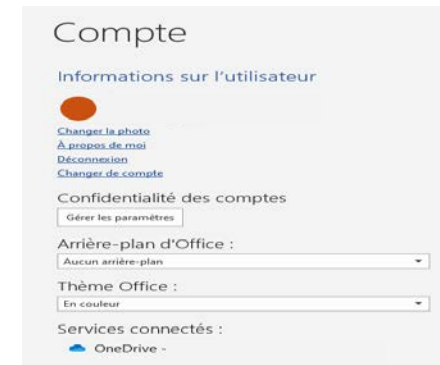 Compte
Informations sur l'utilisateur
Changer la photo
À propos de moi
Déconnexion
Changer de compte
Confidentialité des comptes
Gérer les paramètres
Arrière-plan d'Office :
Aucun arrière-plan
Thème Office :
En couleur
Services connectés :
OneDrive -